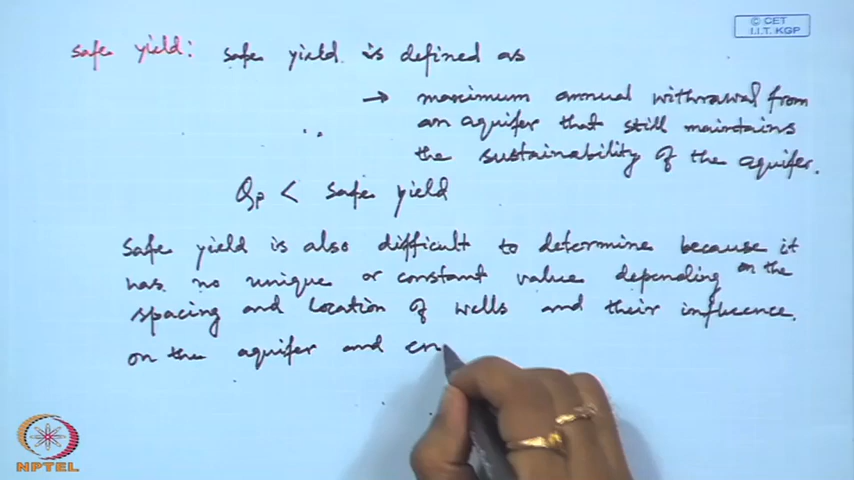 © CET
I.I.T. KGP
safe yield: safe yield is defined as
→ maximum annual withrawal from
an aquifer that still maintains
the sustainability of the aquifer.
Qp < safe yield
Safe yield is also difficult to determine because it
has no unique or constant value depending on the
spacing and location of wells and their influence.
on the aquifer and en
NPTEL